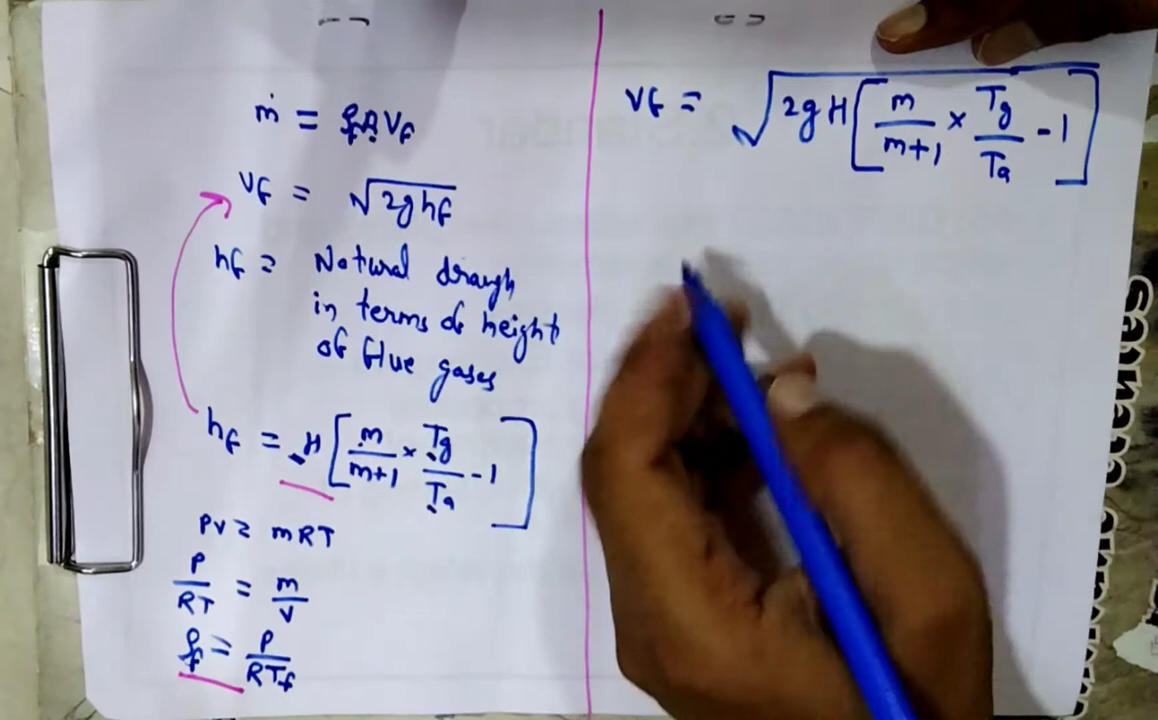 ṁ = ρ A Vf
Vf = √2ghf
hf = Natural draugh
in terms of height
of flue gases
hf = H [m/m+1 × Tg/Ta - 1]
PV = mRT
P/RT = m/V
ρf = P/RTf
Vf = √2gH[m/m+1 × Tg/Ta - 1]